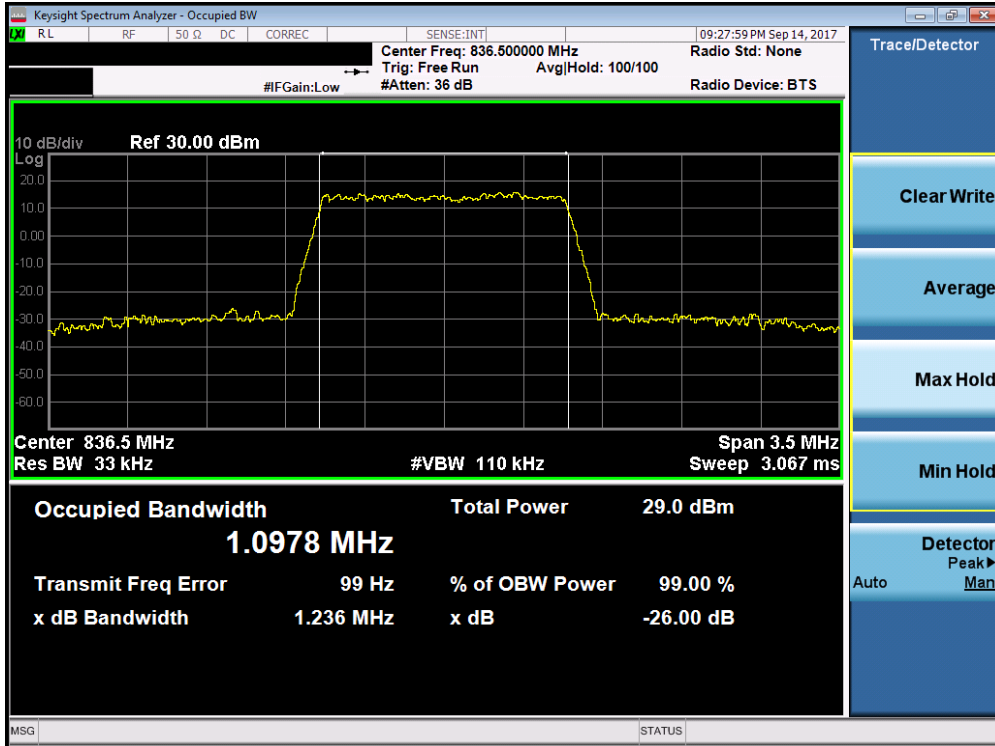 Keysight Spectrum Analyzer - Occupied BW
LXI RL RF 50 Ω DC CORREC SENSE:INT 09:27:59 PM Sep 14, 2017
Center Freq: 836.500000 MHz Radio Std: None
Trig: Free Run Avg|Hold: 100/100
#IFGain:Low #Atten: 36 dB Radio Device: BTS
10 dB/div Ref 30.00 dBm
Log
20.0
10.0
0.00
-10.0
-20.0
-30.0
-40.0
-50.0
-60.0
Center 836.5 MHz Span 3.5 MHz
Res BW 33 kHz #VBW 110 kHz Sweep 3.067 ms
Occupied Bandwidth Total Power 29.0 dBm
1.0978 MHz
Transmit Freq Error 99 Hz % of OBW Power 99.00 %
x dB Bandwidth 1.236 MHz x dB -26.00 dB
MSG STATUS
Trace/Detector
Clear Write
Average
Max Hold
Min Hold
Detector
Peak▶
Auto Man